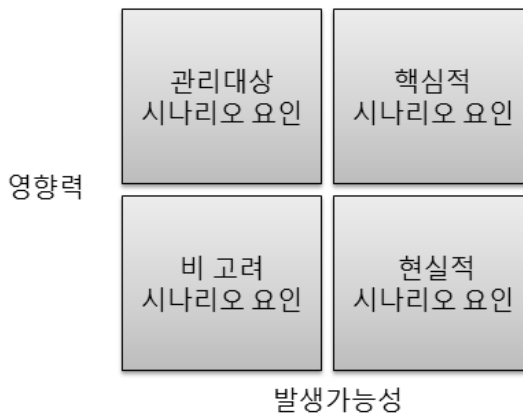 관리대상
시나리오 요인
핵심적
시나리오 요인
영향력
비 고려
시나리오 요인
현실적
시나리오 요인
발생가능성